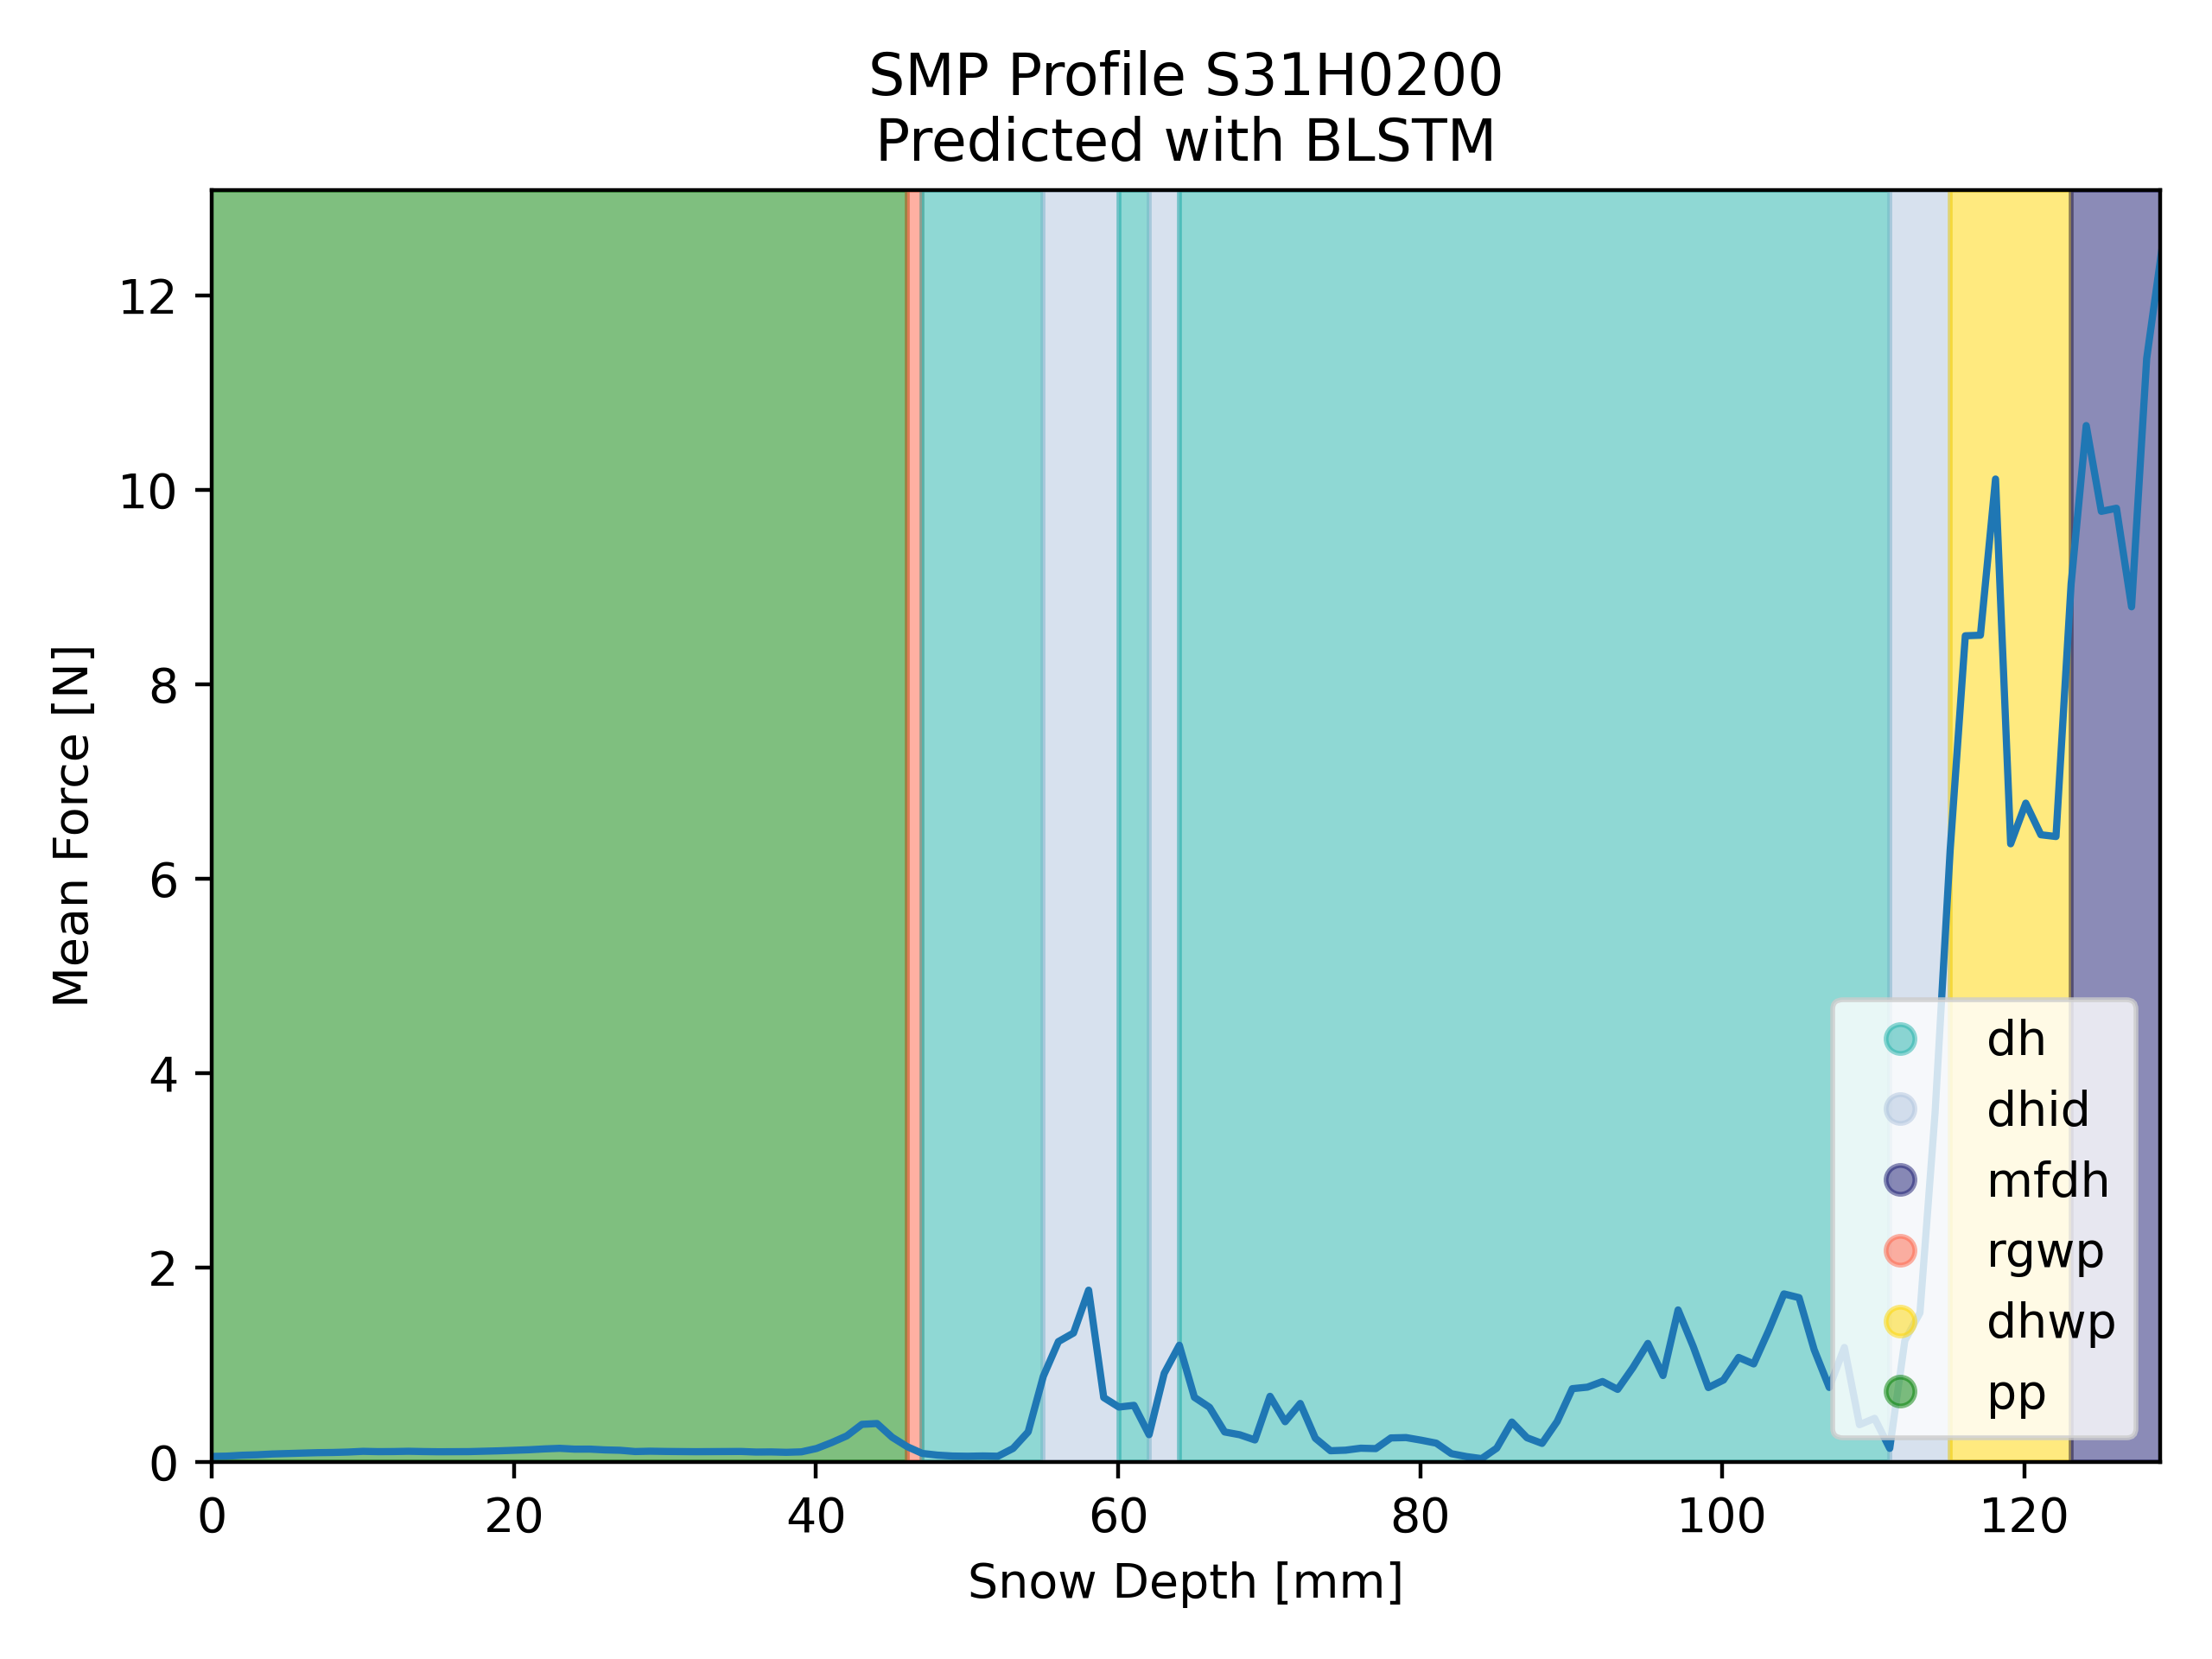 SMP Profile S31H0200
Predicted with BLSTM
12
10
8
6
4
2
0
Mean Force [N]
dh
dhid
mfdh
rgwp
dhwp
pp
0 20 40 60 80 100 120
Snow Depth [mm]